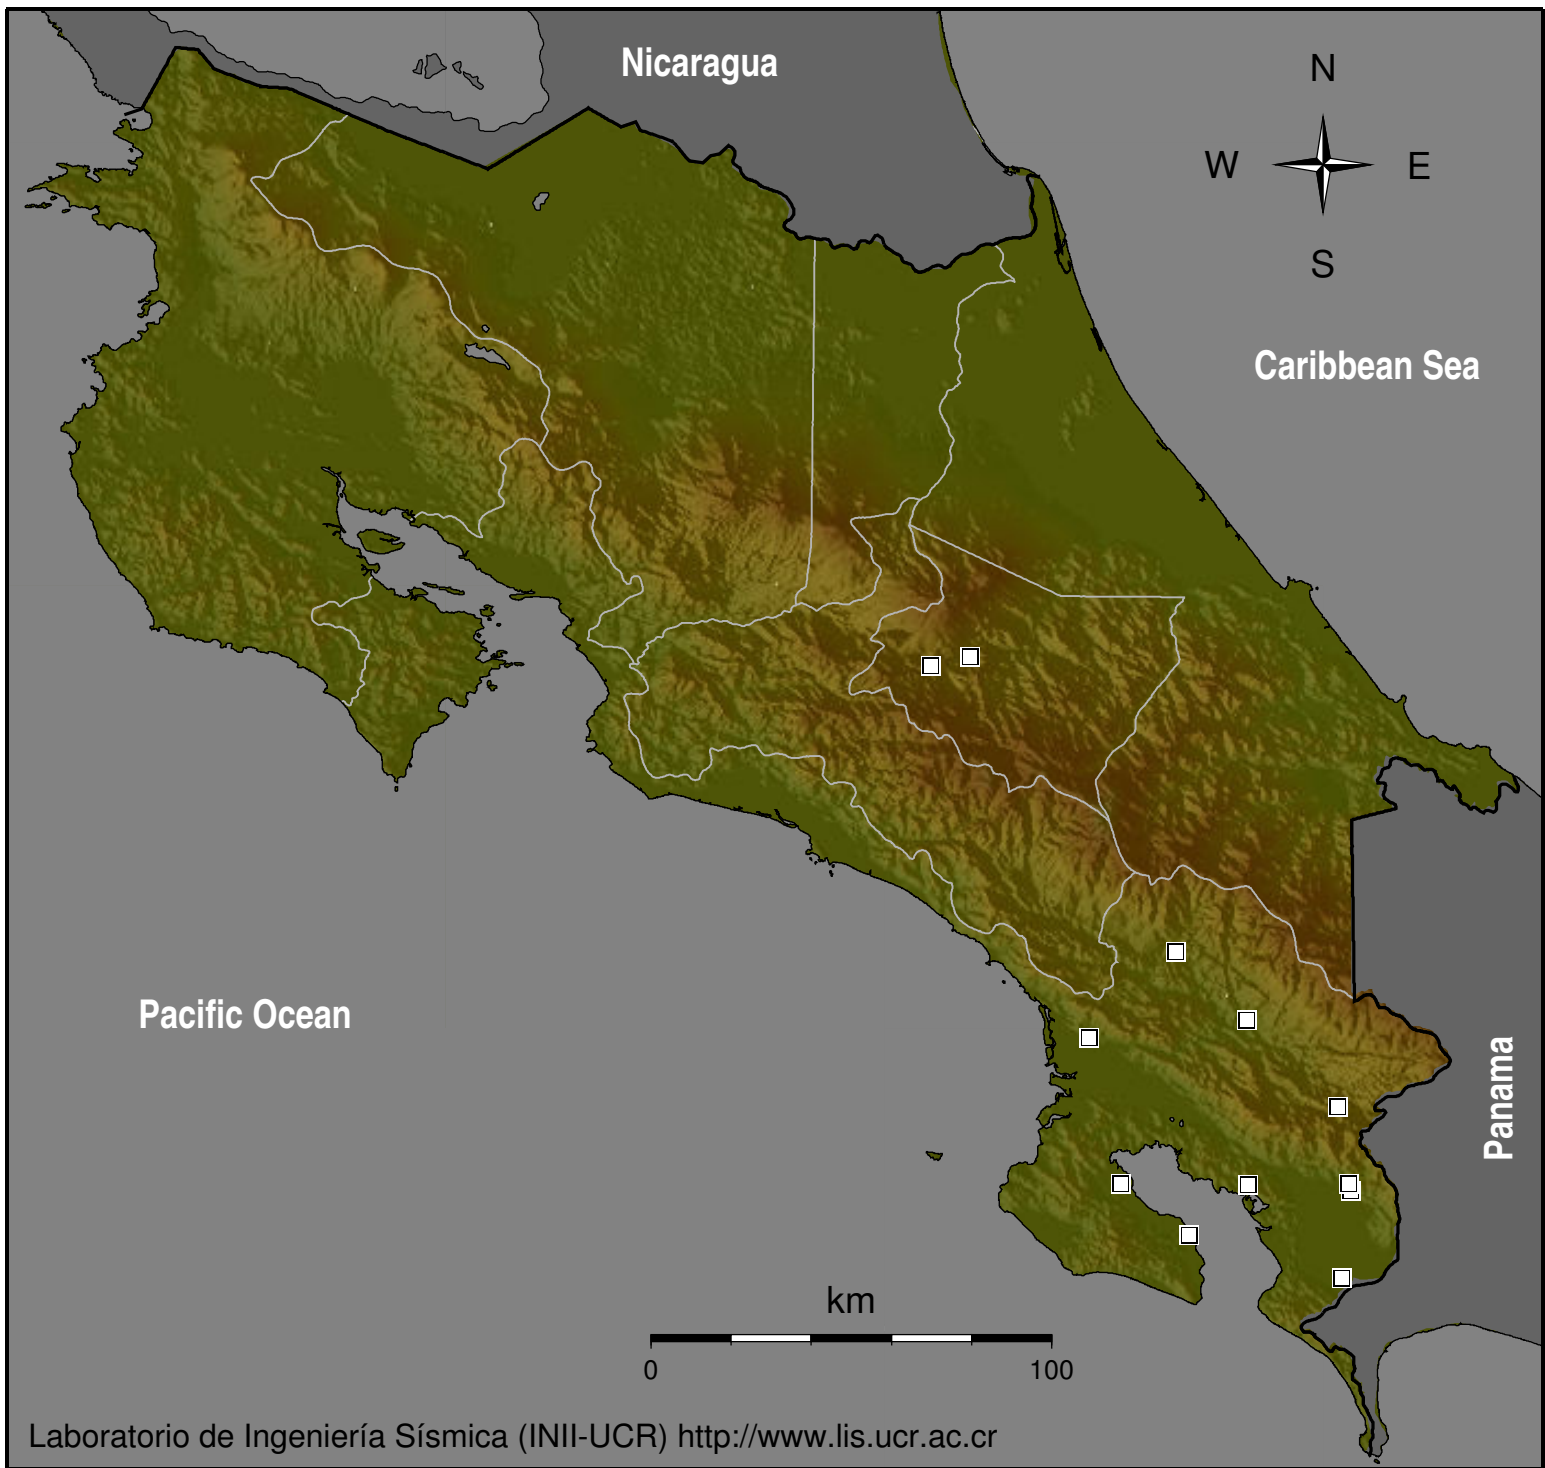 Nicaragua
N
W
E
S
Caribbean Sea
Pacific Ocean
Panama
km
0
100
Laboratorio de Ingeniería Sísmica (INII-UCR) http://www.lis.ucr.ac.cr